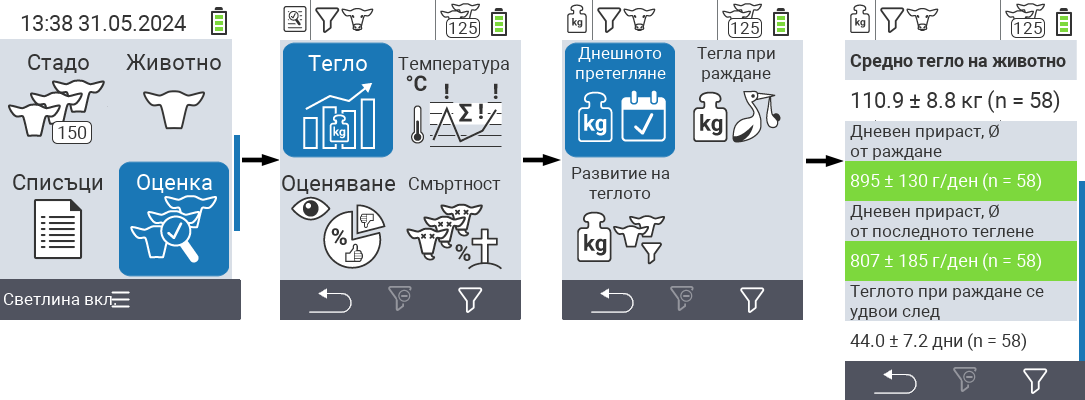 13:38 31.05.2024
Стадо
Животно
150
Списъци
Оценка
Светлина вкл.
125
Тегло
kg
Температура
°C
! !
Σ !
Оценяване
%
Смъртност
%
kg
125
Днешното
претегляне
kg
Тегла при
раждане
kg
Развитие на
теглото
kg
kg
125
Средно тегло на животно
110.9 ± 8.8 кг (n = 58)
Дневен прираст, Ø
от раждане
895 ± 130 г/ден (n = 58)
Дневен прираст, Ø
от последното теглене
807 ± 185 г/ден (n = 58)
Теглото при раждане се
удвои след
44.0 ± 7.2 дни (n = 58)